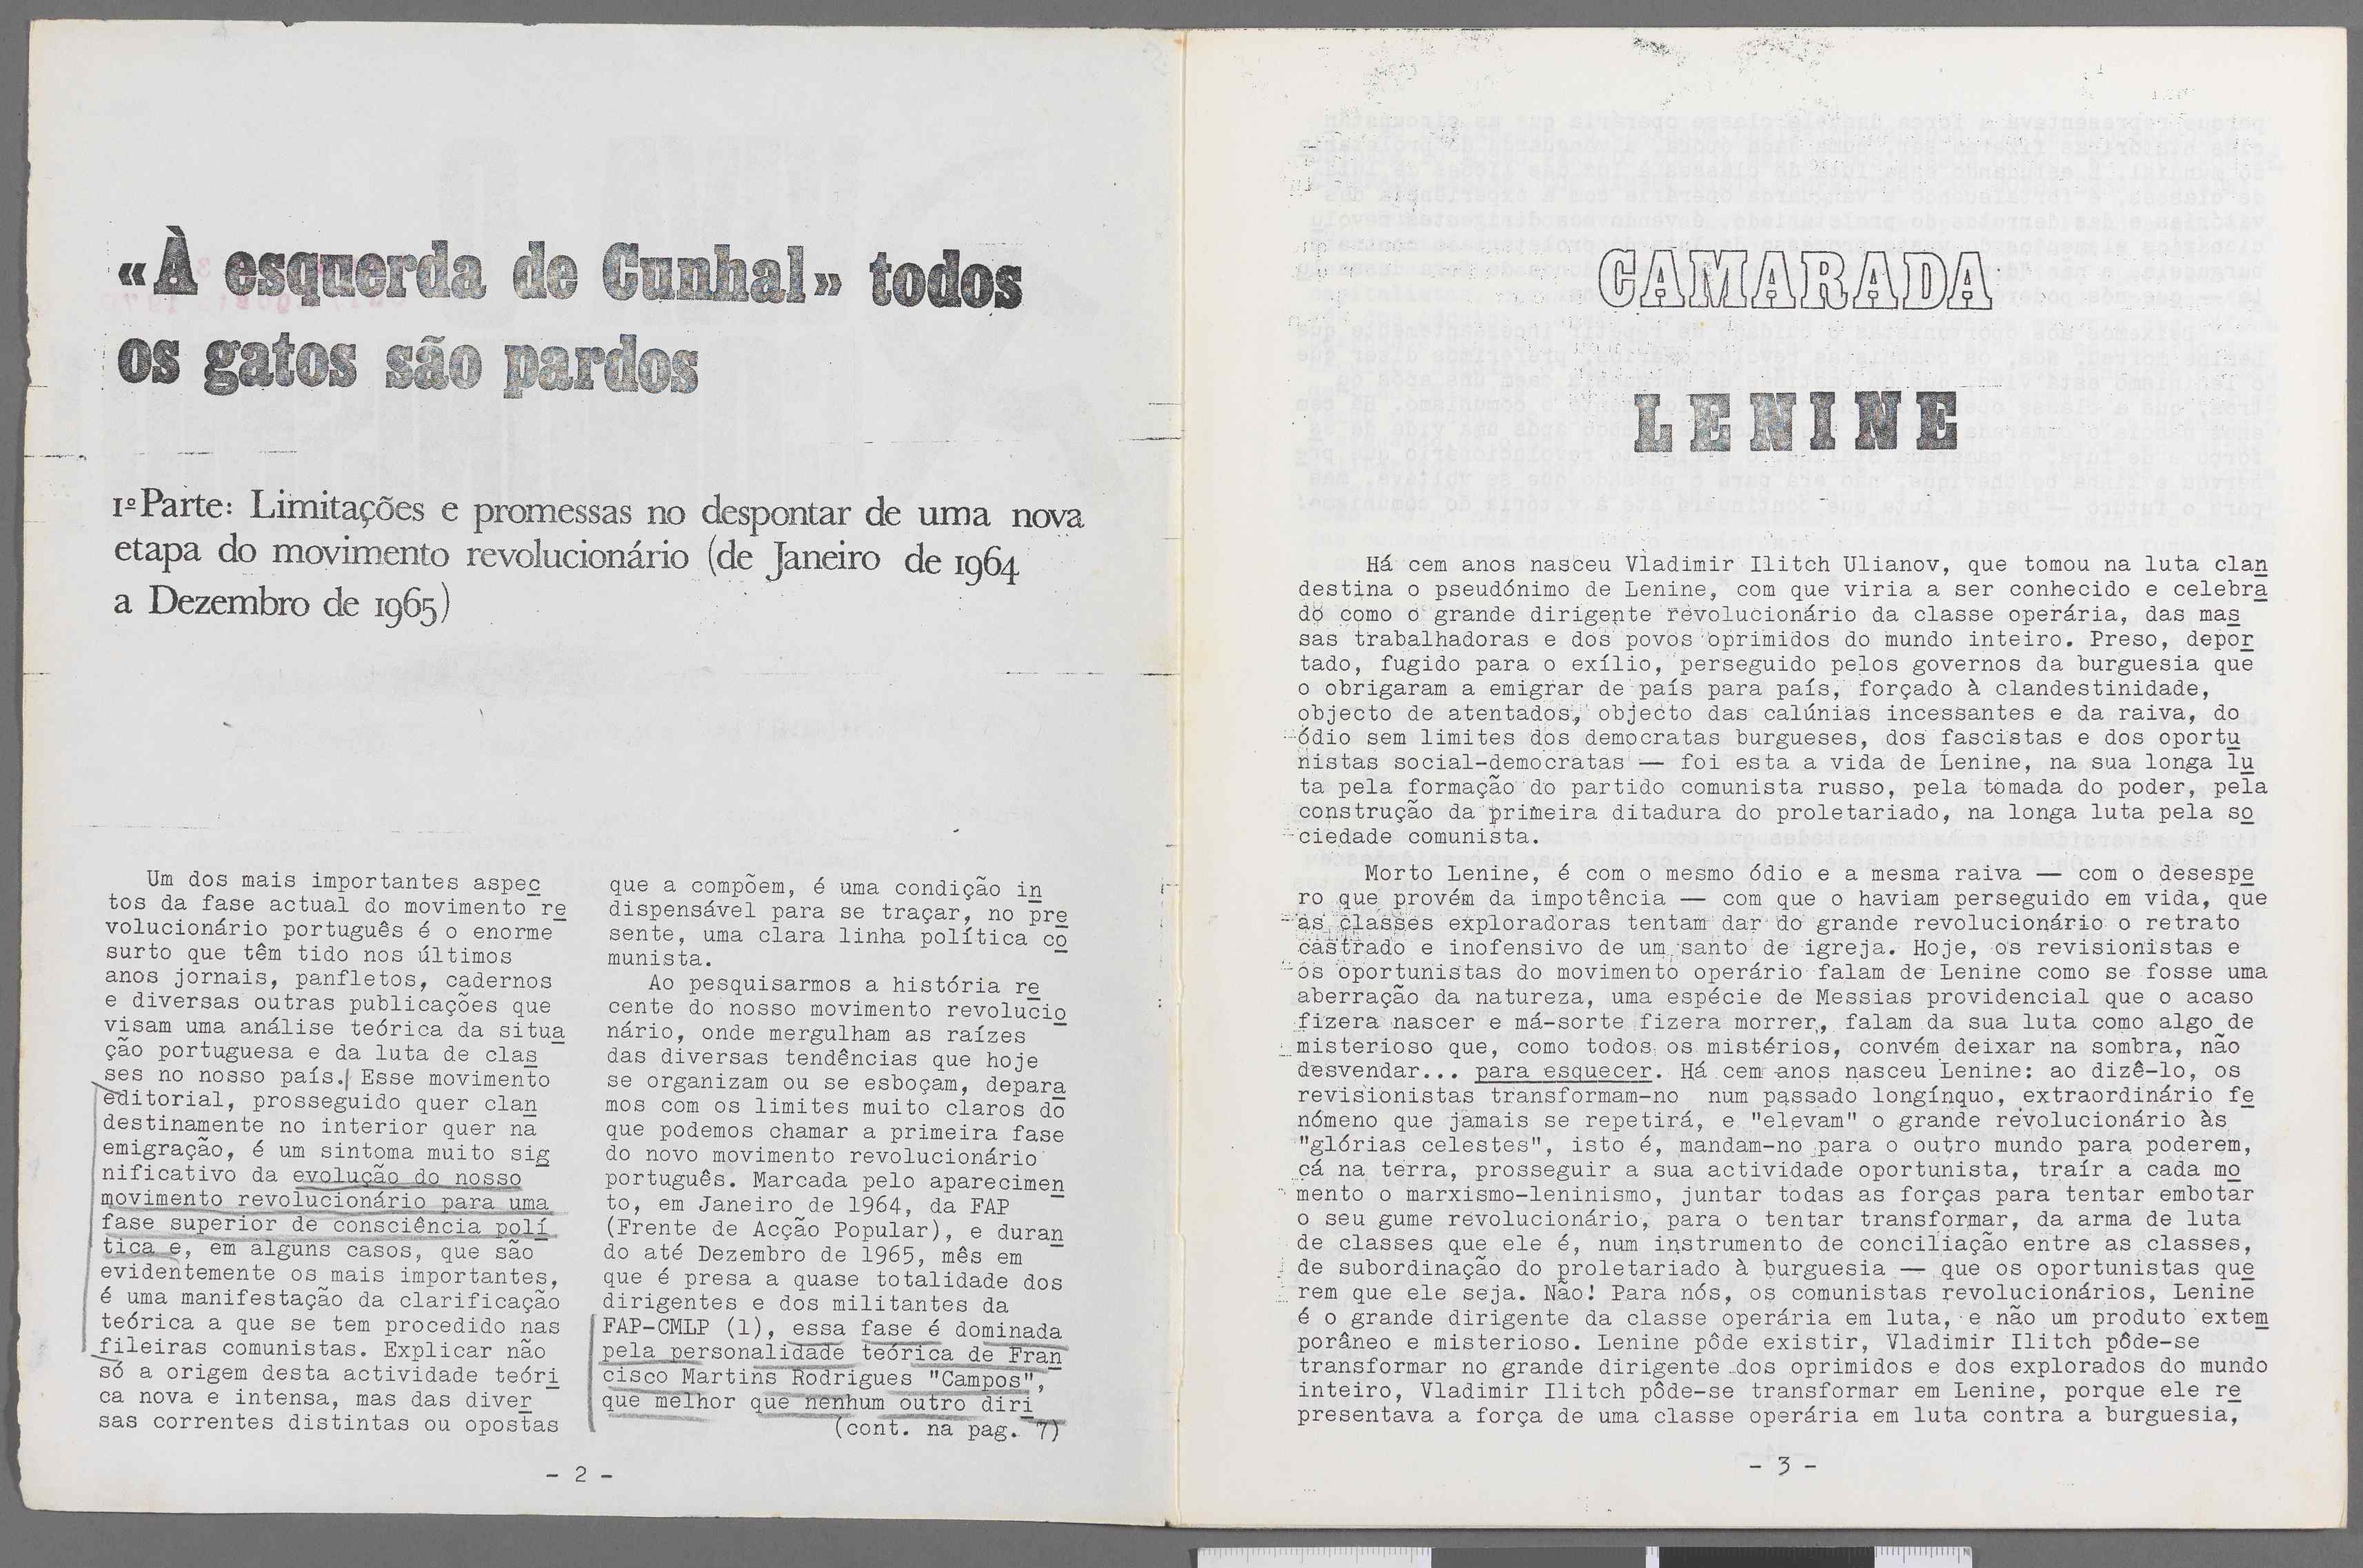 «À esquerda de Cunhal» todos
os gatos são pardos
1ª Parte: Limitações e promessas no despontar de uma nova
etapa do movimento revolucionário (de Janeiro de 1964
a Dezembro de 1965)
Um dos mais importantes aspec
tos da fase actual do movimento re
volucionário português é o enorme
surto que têm tido nos últimos
anos jornais, panfletos, cadernos
e diversas outras publicações que
visam uma análise teórica da situa
ção portuguesa e da luta de clas
ses no nosso país. Esse movimento
editorial, prosseguido quer clan
destinamente no interior quer na
emigração, é um sintoma muito sig
nificativo da evolução do nosso
movimento revolucionário para uma
fase superior de consciência polí
tica e, em alguns casos, que são
evidentemente os mais importantes,
é uma manifestação da clarificação
teórica a que se tem procedido nas
fileiras comunistas. Explicar não
só a origem desta actividade teóri
ca nova e intensa, mas das diver
sas correntes distintas ou opostas
que a compõem, é uma condição in
dispensável para se traçar, no pre
sente, uma clara linha política co
munista.
Ao pesquisarmos a história re
cente do nosso movimento revolucio
nário, onde mergulham as raízes
das diversas tendências que hoje
se organizam ou se esboçam, depara
mos com os limites muito claros do
que podemos chamar a primeira fase
do novo movimento revolucionário
português. Marcada pelo aparecimen
to, em Janeiro de 1964, da FAP
(Frente de Acção Popular), e duran
do até Dezembro de 1965, mês em
que é presa a quase totalidade dos
dirigentes e dos militantes da
FAP-CMLP (1), essa fase é dominada
pela personalidade teórica de Fran
cisco Martins Rodrigues "Campos",
que melhor que nenhum outro diri
(cont. na pag. 7)
- 2 -
CAMARADA
LENINE
Há cem anos nasceu Vladimir Ilitch Ulianov, que tomou na luta clan
destina o pseudónimo de Lenine, com que viria a ser conhecido e celebra
do como o grande dirigente revolucionário da classe operária, das mas
sas trabalhadoras e dos povos oprimidos do mundo inteiro. Preso, depor
tado, fugido para o exílio, perseguido pelos governos da burguesia que
o obrigaram a emigrar de país para país, forçado à clandestinidade,
objecto de atentados, objecto das calúnias incessantes e da raiva, do
ódio sem limites dos democratas burgueses, dos fascistas e dos oportu
nistas social-democratas — foi esta a vida de Lenine, na sua longa lu
ta pela formação do partido comunista russo, pela tomada do poder, pela
construção da primeira ditadura do proletariado, na longa luta pela so
ciedade comunista.
Morto Lenine, é com o mesmo ódio e a mesma raiva — com o desespe
ro que provém da impotência — com que o haviam perseguido em vida, que
as classes exploradoras tentam dar do grande revolucionário o retrato
castrado e inofensivo de um santo de igreja. Hoje, os revisionistas e
os oportunistas do movimento operário falam de Lenine como se fosse uma
aberração da natureza, uma espécie de Messias providencial que o acaso
fizera nascer e má-sorte fizera morrer, falam da sua luta como algo de
misterioso que, como todos os mistérios, convém deixar na sombra, não
desvendar... para esquecer. Há cem anos nasceu Lenine: ao dizê-lo, os
revisionistas transformam-no num passado longínquo, extraordinário fe
nómeno que jamais se repetirá, e "elevam" o grande revolucionário às
"glórias celestes", isto é, mandam-no para o outro mundo para poderem,
cá na terra, prosseguir a sua actividade oportunista, traír a cada mo
mento o marxismo-leninismo, juntar todas as forças para tentar embotar
o seu gume revolucionário, para o tentar transformar, da arma de luta
de classes que ele é, num instrumento de conciliação entre as classes,
de subordinação do proletariado à burguesia — que os oportunistas que
rem que ele seja. Não! Para nós, os comunistas revolucionários, Lenine
é o grande dirigente da classe operária em luta, e não um produto extem
porâneo e misterioso. Lenine pôde existir, Vladimir Ilitch pôde-se
transformar no grande dirigente dos oprimidos e dos explorados do mundo
inteiro, Vladimir Ilitch pôde-se transformar em Lenine, porque ele re
presentava a força de uma classe operária em luta contra a burguesia,
- 3 -